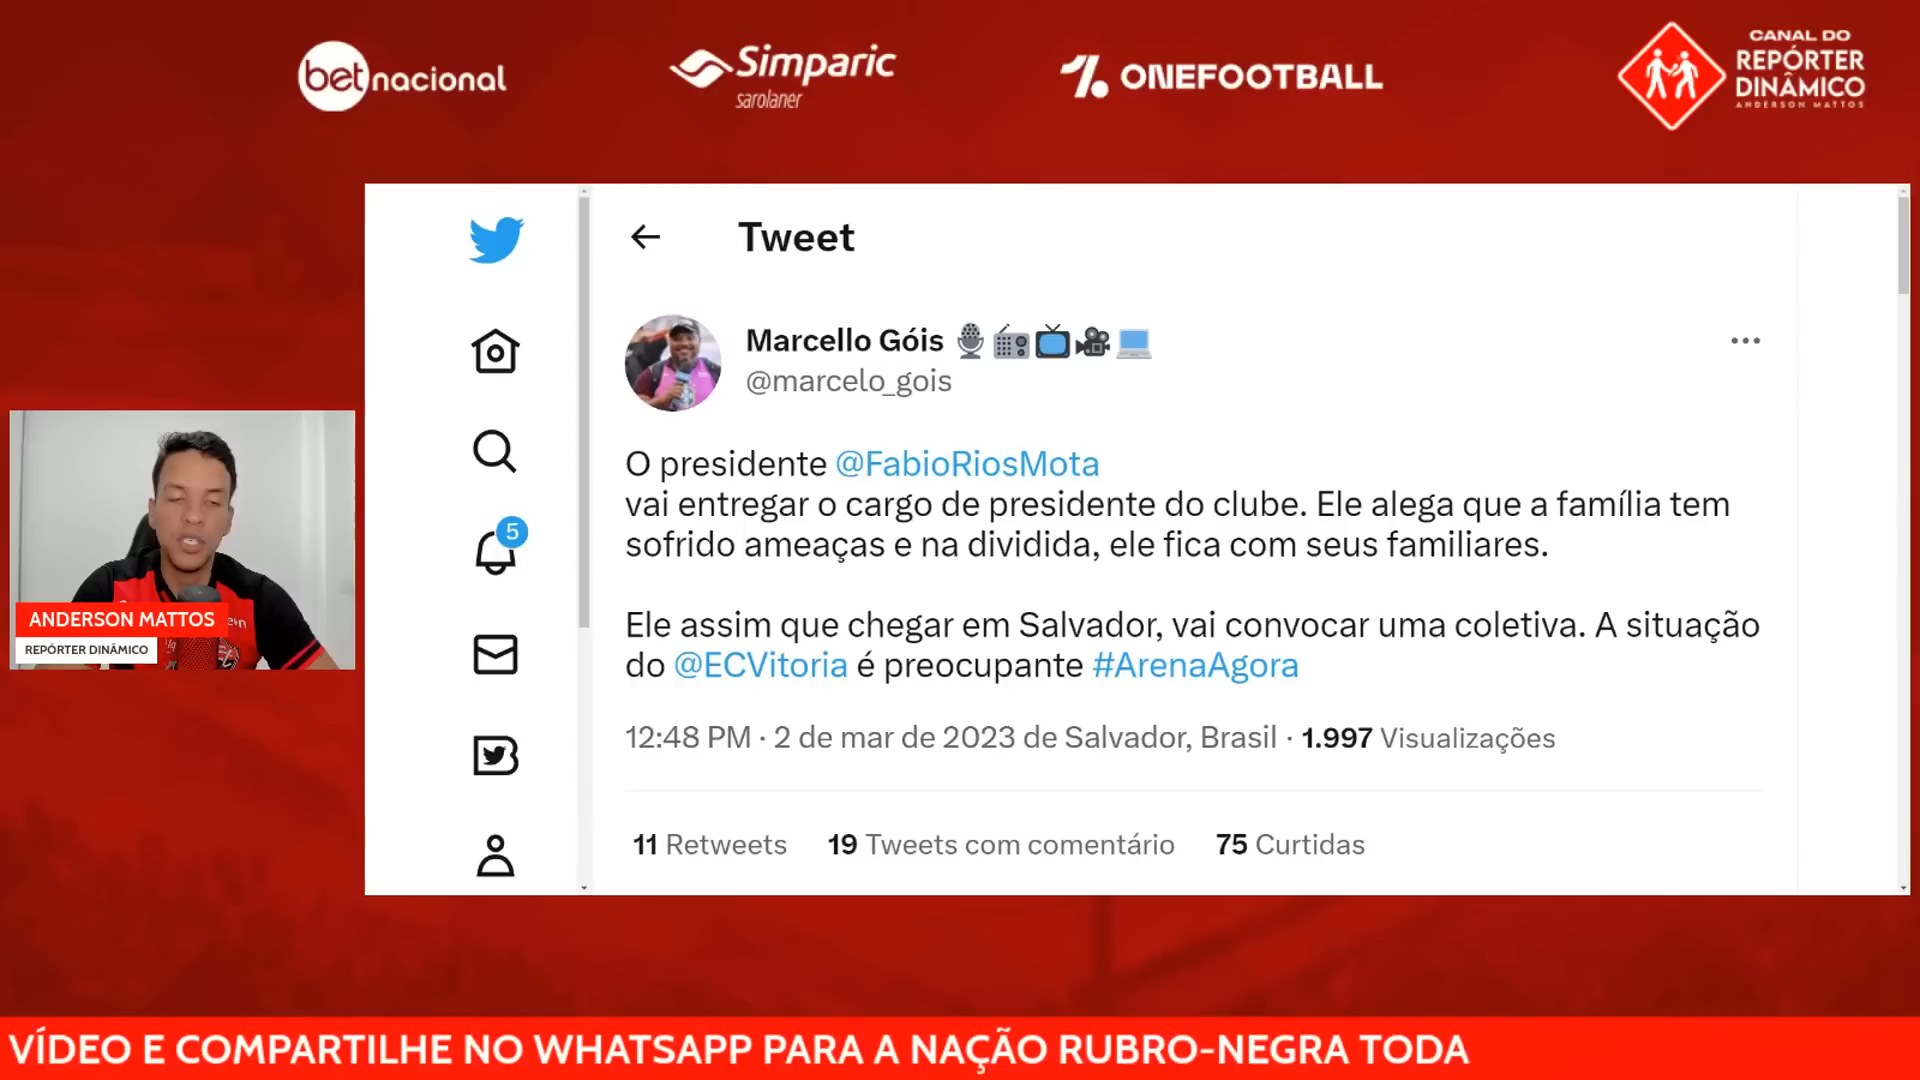 betnacional
Simparic
sarolaner
ONEFOOTBALL
CANAL DO
REPÓRTER
DINÂMICO
ANDERSON MATTOS
Tweet
Marcello Góis
@marcelo_gois
O presidente @FabioRiosMota
vai entregar o cargo de presidente do clube. Ele alega que a família tem
sofrido ameaças e na dividida, ele fica com seus familiares.
Ele assim que chegar em Salvador, vai convocar uma coletiva. A situação
do @ECVitoria é preocupante #ArenaAgora
12:48 PM · 2 de mar de 2023 de Salvador, Brasil · 1.997 Visualizações
11 Retweets 19 Tweets com comentário 75 Curtidas
5
ANDERSON MATTOS
REPÓRTER DINÂMICO
VÍDEO E COMPARTILHE NO WHATSAPP PARA A NAÇÃO RUBRO-NEGRA TODA